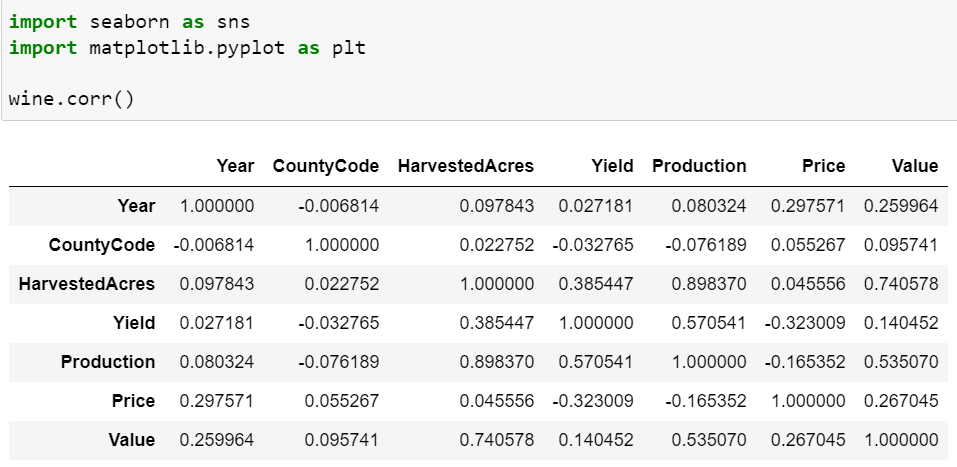 import seaborn as sns
import matplotlib.pyplot as plt
wine.corr()
Year CountyCode HarvestedAcres Yield Production Price Value
Year 1.000000 -0.006814 0.097843 0.027181 0.080324 0.297571 0.259964
CountyCode -0.006814 1.000000 0.022752 -0.032765 -0.076189 0.055267 0.095741
HarvestedAcres 0.097843 0.022752 1.000000 0.385447 0.898370 0.045556 0.740578
Yield 0.027181 -0.032765 0.385447 1.000000 0.570541 -0.323009 0.140452
Production 0.080324 -0.076189 0.898370 0.570541 1.000000 -0.165352 0.535070
Price 0.297571 0.055267 0.045556 -0.323009 -0.165352 1.000000 0.267045
Value 0.259964 0.095741 0.740578 0.140452 0.535070 0.267045 1.000000